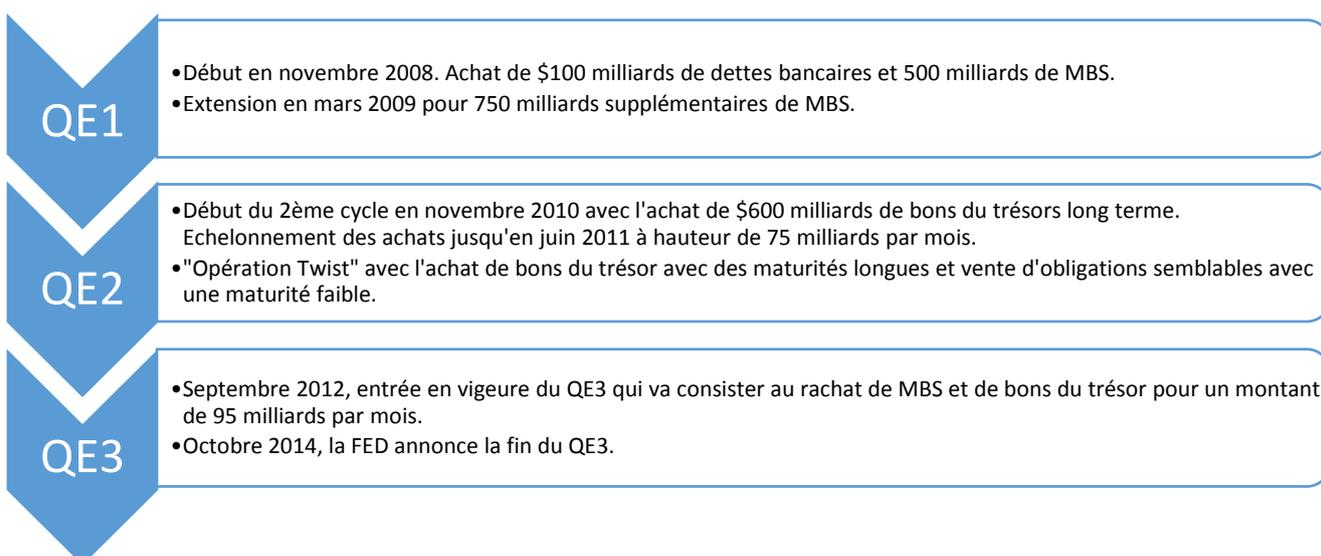 QE1
•Début en novembre 2008. Achat de $100 milliards de dettes bancaires et 500 milliards de MBS.
•Extension en mars 2009 pour 750 milliards supplémentaires de MBS.
QE2
•Début du 2ème cycle en novembre 2010 avec l'achat de $600 milliards de bons du trésors long terme.
Echelonnement des achats jusqu'en juin 2011 à hauteur de 75 milliards par mois.
•"Opération Twist" avec l'achat de bons du trésor avec des maturités longues et vente d'obligations semblables avec
une maturité faible.
QE3
•Septembre 2012, entrée en vigeure du QE3 qui va consister au rachat de MBS et de bons du trésor pour un montant
de 95 milliards par mois.
•Octobre 2014, la FED annonce la fin du QE3.